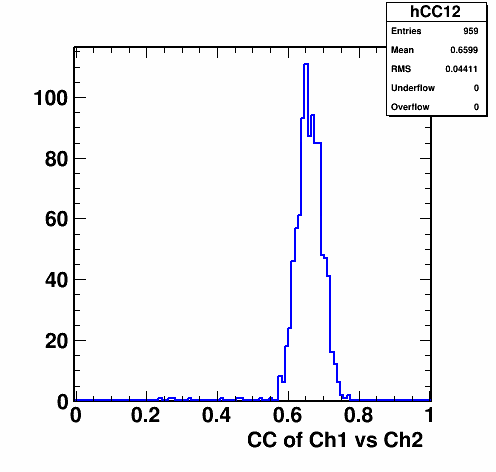 hCC12
Entries 959
Mean 0.6599
RMS 0.04411
Underflow 0
Overflow 0
100
80
60
40
20
0
0 0.2 0.4 0.6 0.8 1
CC of Ch1 vs Ch2